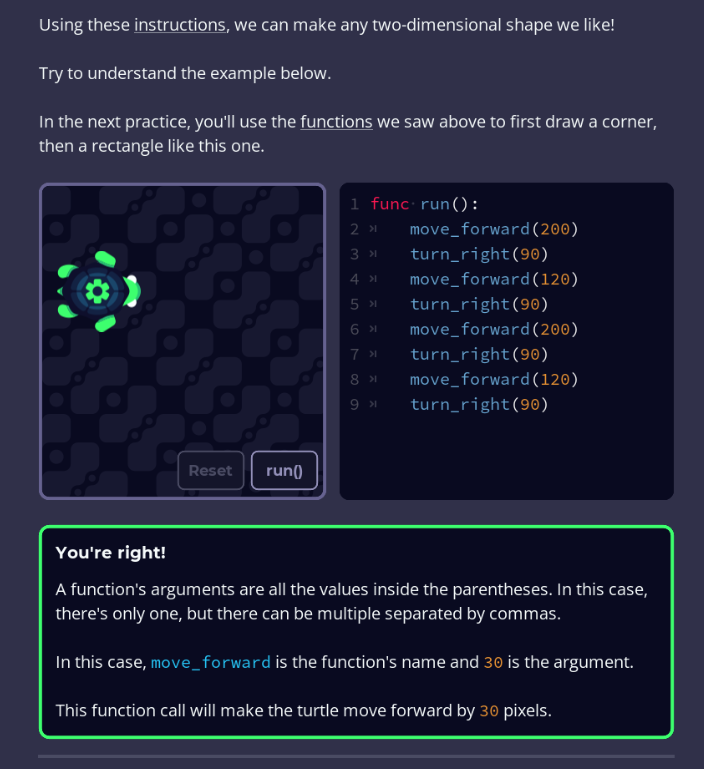 Using these instructions, we can make any two-dimensional shape we like!
Try to understand the example below.
In the next practice, you'll use the functions we saw above to first draw a corner,
then a rectangle like this one.
1 func run():
2 move_forward(200)
3 turn_right(90)
4 move_forward(120)
5 turn_right(90)
6 move_forward(200)
7 turn_right(90)
8 move_forward(120)
9 turn_right(90)
Reset run()
You're right!
A function's arguments are all the values inside the parentheses. In this case,
there's only one, but there can be multiple separated by commas.
In this case, move_forward is the function's name and 30 is the argument.
This function call will make the turtle move forward by 30 pixels.